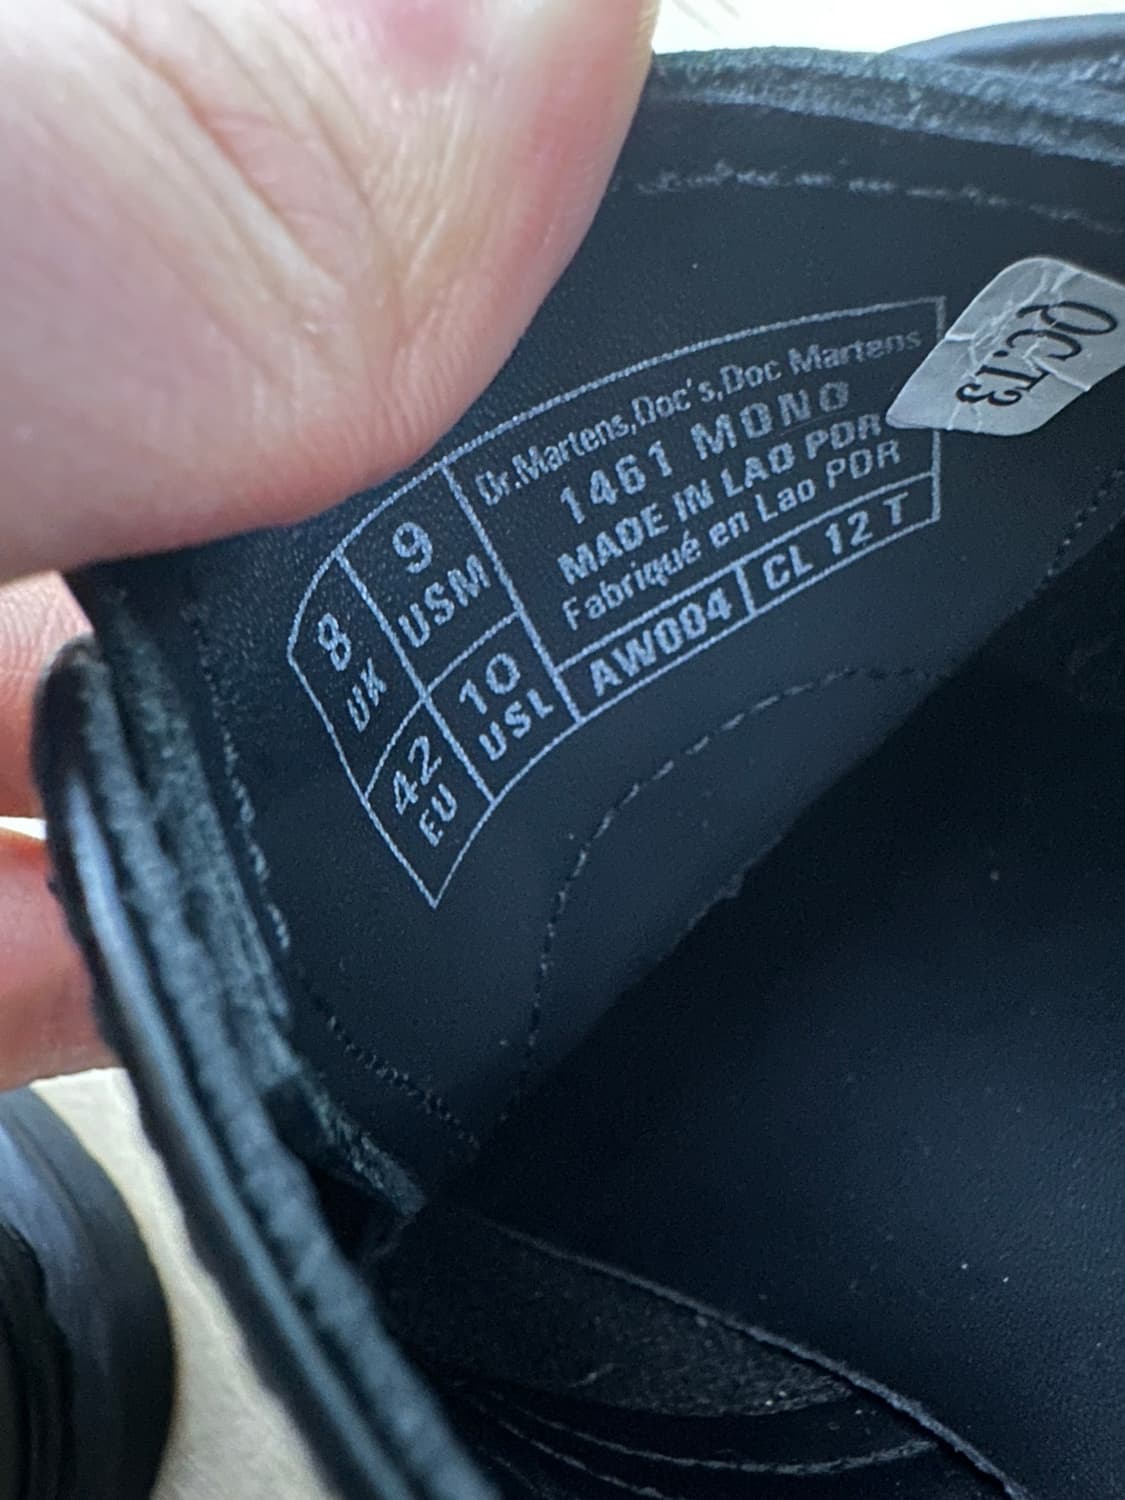 8
UK
9
USM
42
EU
10
USL
Dr.Martens,Doc's,Doc Martens
1461 MONO
MADE IN LAO PDR
Fabriqué en Lao PDR
AW004 CL 12 T
QC.T3